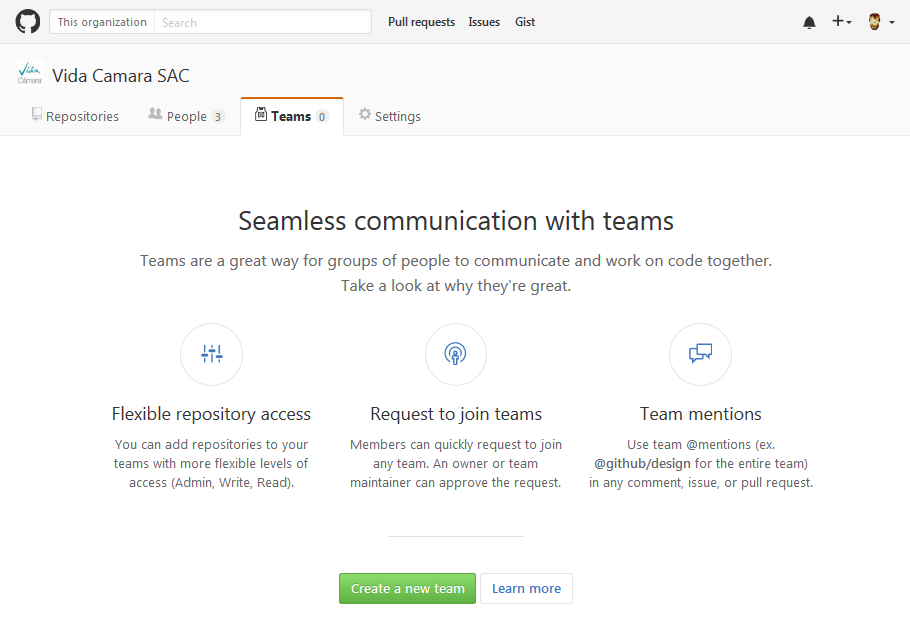 This organization Search Pull requests Issues Gist
Vida
Cámara
Vida Camara SAC
Repositories People 3 Teams 0 Settings
Seamless communication with teams
Teams are a great way for groups of people to communicate and work on code together.
Take a look at why they're great.
Flexible repository access
You can add repositories to your
teams with more flexible levels of
access (Admin, Write, Read).
Request to join teams
Members can quickly request to join
any team. An owner or team
maintainer can approve the request.
Team mentions
Use team @mentions (ex.
@github/design for the entire team)
in any comment, issue, or pull request.
Create a new team Learn more